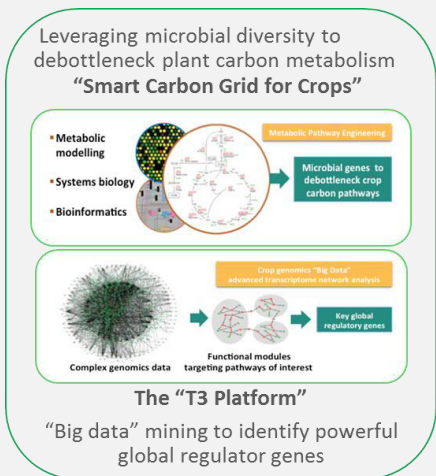 Leveraging microbial diversity to
debottleneck plant carbon metabolism
“Smart Carbon Grid for Crops”
▪ Metabolic
modelling
▪ Systems biology
▪ Bioinformatics
Metabolic Pathway Engineering
Microbial genes to
debottleneck crop
carbon pathways
Crop genomics “Big Data”
advanced transcriptome network analysis
Key global
regulatory genes
Complex genomics data
Functional modules
targeting pathways of interest
The “T3 Platform”
“Big data” mining to identify powerful
global regulator genes